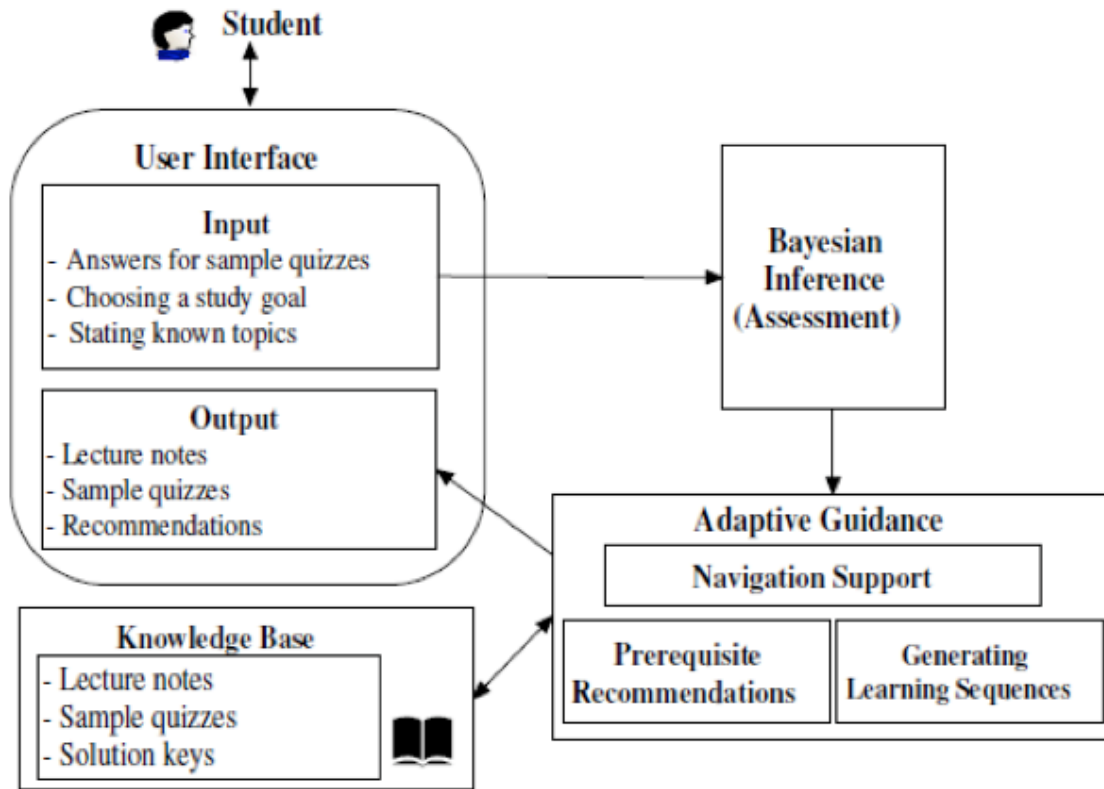 Student
User Interface
Input
- Answers for sample quizzes
- Choosing a study goal
- Stating known topics
Output
- Lecture notes
- Sample quizzes
- Recommendations
Bayesian
Inference
(Assessment)
Adaptive Guidance
Navigation Support
Prerequisite
Recommendations
Generating
Learning Sequences
Knowledge Base
- Lecture notes
- Sample quizzes
- Solution keys